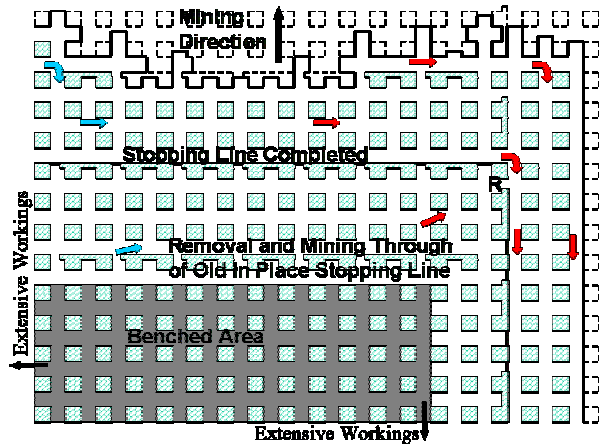 Mining
Direction
Stopping Line Completed
R
Extensive Workings
Removal and Mining Through
of Old In Place Stopping Line
Benched Area
Extensive Workings